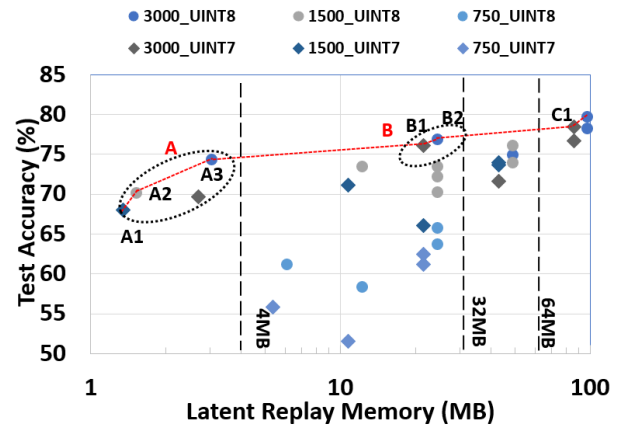 3000_UINT8 1500_UINT8 750_UINT8
3000_UINT7 1500_UINT7 750_UINT7
85
80
75
70
65
60
55
50
Test Accuracy (%)
A
A1
A2
A3
B
B1
B2
C1
4MB
32MB
64MB
1 10 100
Latent Replay Memory (MB)